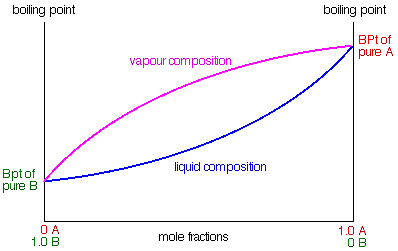 boiling point
boiling point
BPt of
pure A
vapour composition
liquid composition
Bpt of
pure B
0 A
1.0 B
mole fractions
1.0 A
0 B